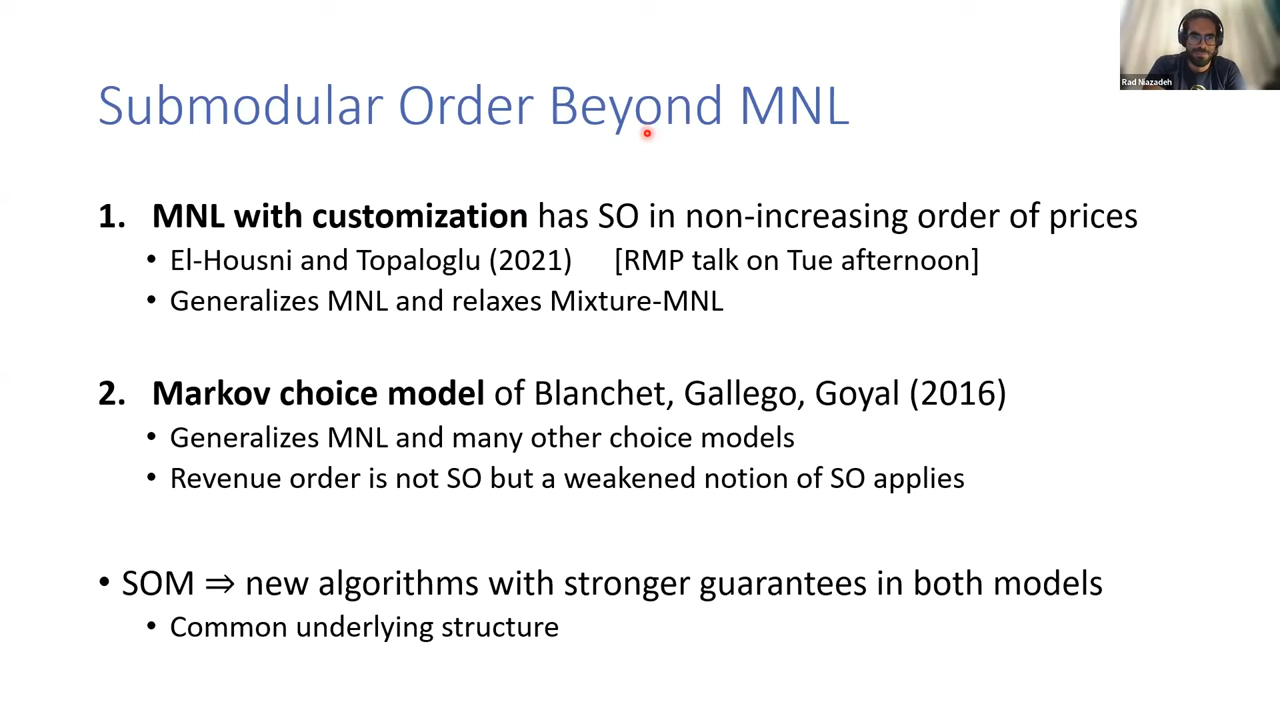 Rad Niazadeh
Submodular Order Beyond MNL
1. MNL with customization has SO in non-increasing order of prices
• El-Housni and Topaloglu (2021) [RMP talk on Tue afternoon]
• Generalizes MNL and relaxes Mixture-MNL
2. Markov choice model of Blanchet, Gallego, Goyal (2016)
• Generalizes MNL and many other choice models
• Revenue order is not SO but a weakened notion of SO applies
• SOM ⇒ new algorithms with stronger guarantees in both models
• Common underlying structure